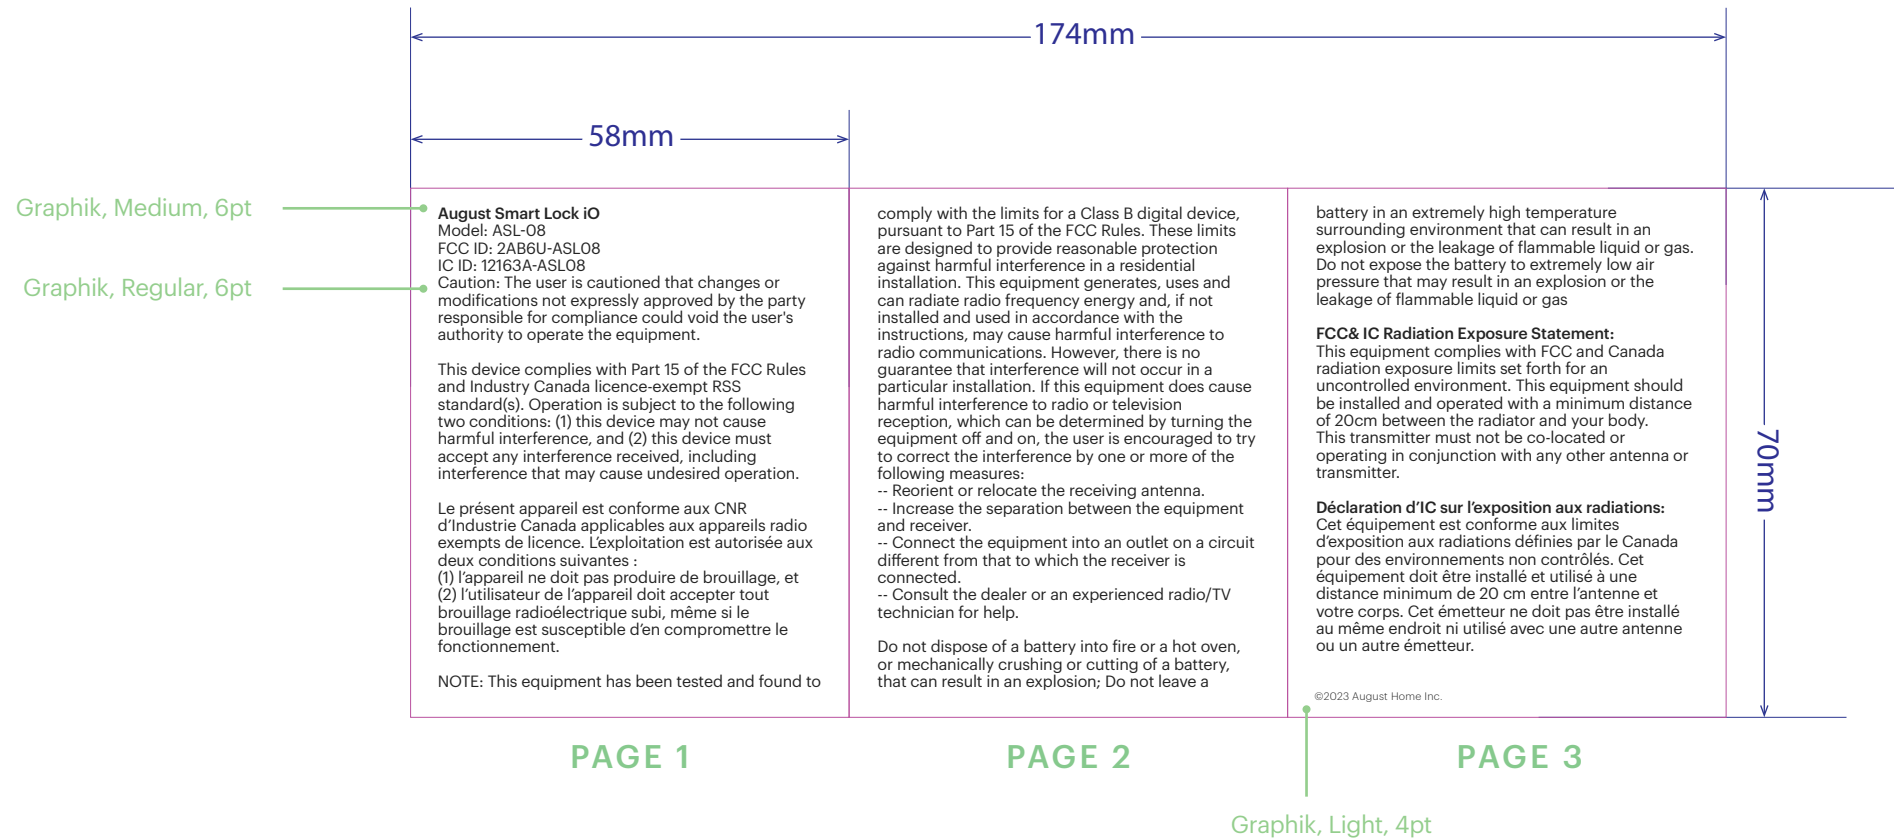 174mm
58mm
Graphik, Medium, 6pt
Graphik, Regular, 6pt
August Smart Lock iO
Model: ASL-08
FCC ID: 2AB6U-ASL08
IC ID: 12163A-ASL08
Caution: The user is cautioned that changes or
modifications not expressly approved by the party
responsible for compliance could void the user's
authority to operate the equipment.
This device complies with Part 15 of the FCC Rules
and Industry Canada licence-exempt RSS
standard(s). Operation is subject to the following
two conditions: (1) this device may not cause
harmful interference, and (2) this device must
accept any interference received, including
interference that may cause undesired operation.
Le présent appareil est conforme aux CNR
d’Industrie Canada applicables aux appareils radio
exempts de licence. L’exploitation est autorisée aux
deux conditions suivantes :
(1) l’appareil ne doit pas produire de brouillage, et
(2) l’utilisateur de l’appareil doit accepter tout
brouillage radioélectrique subi, même si le
brouillage est susceptible d’en compromettre le
fonctionnement.
NOTE: This equipment has been tested and found to
comply with the limits for a Class B digital device,
pursuant to Part 15 of the FCC Rules. These limits
are designed to provide reasonable protection
against harmful interference in a residential
installation. This equipment generates, uses and
can radiate radio frequency energy and, if not
installed and used in accordance with the
instructions, may cause harmful interference to
radio communications. However, there is no
guarantee that interference will not occur in a
particular installation. If this equipment does cause
harmful interference to radio or television
reception, which can be determined by turning the
equipment off and on, the user is encouraged to try
to correct the interference by one or more of the
following measures:
-- Reorient or relocate the receiving antenna.
-- Increase the separation between the equipment
and receiver.
-- Connect the equipment into an outlet on a circuit
different from that to which the receiver is
connected.
-- Consult the dealer or an experienced radio/TV
technician for help.
Do not dispose of a battery into fire or a hot oven,
or mechanically crushing or cutting of a battery,
that can result in an explosion; Do not leave a
battery in an extremely high temperature
surrounding environment that can result in an
explosion or the leakage of flammable liquid or gas.
Do not expose the battery to extremely low air
pressure that may result in an explosion or the
leakage of flammable liquid or gas
FCC& IC Radiation Exposure Statement:
This equipment complies with FCC and Canada
radiation exposure limits set forth for an
uncontrolled environment. This equipment should
be installed and operated with a minimum distance
of 20cm between the radiator and your body.
This transmitter must not be co-located or
operating in conjunction with any other antenna or
transmitter.
Déclaration d’IC sur l’exposition aux radiations:
Cet équipement est conforme aux limites
d’exposition aux radiations définies par le Canada
pour des environnements non contrôlés. Cet
équipement doit être installé et utilisé à une
distance minimum de 20 cm entre l’antenne et
votre corps. Cet émetteur ne doit pas être installé
au même endroit ni utilisé avec une autre antenne
ou un autre émetteur.
©2023 August Home Inc.
70mm
PAGE 1
PAGE 2
PAGE 3
Graphik, Light, 4pt